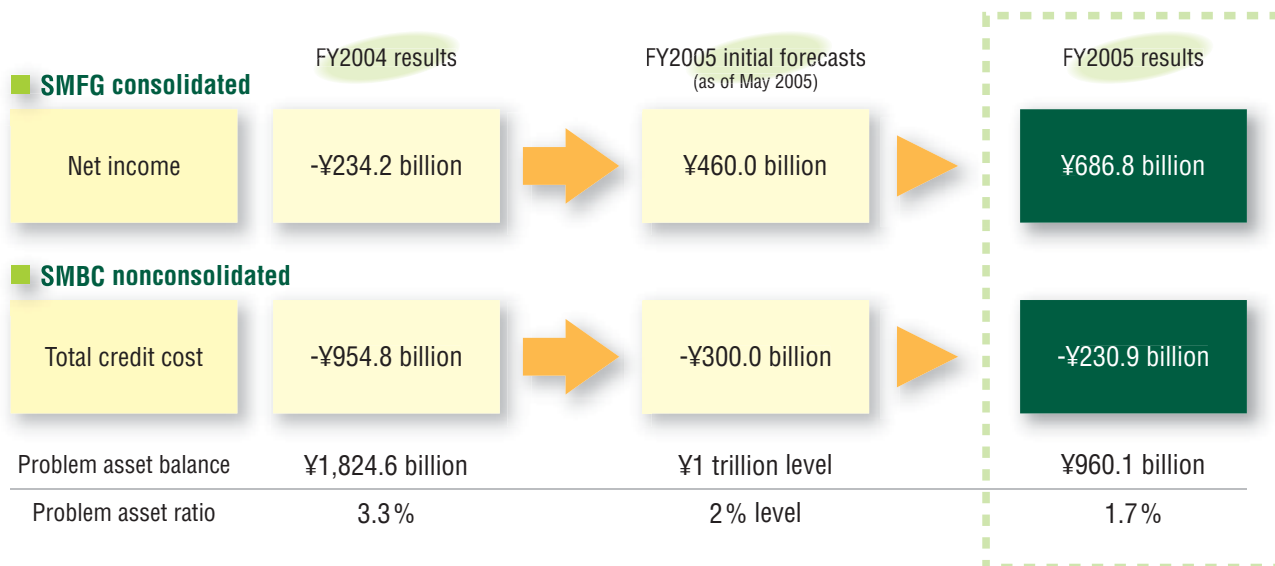 FY2004 results
FY2005 initial forecasts
(as of May 2005)
FY2005 results
SMFG consolidated
Net income
-¥234.2 billion
¥460.0 billion
¥686.8 billion
SMBC nonconsolidated
Total credit cost
-¥954.8 billion
-¥300.0 billion
-¥230.9 billion
Problem asset balance
¥1,824.6 billion
¥1 trillion level
¥960.1 billion
Problem asset ratio
3.3%
2% level
1.7%